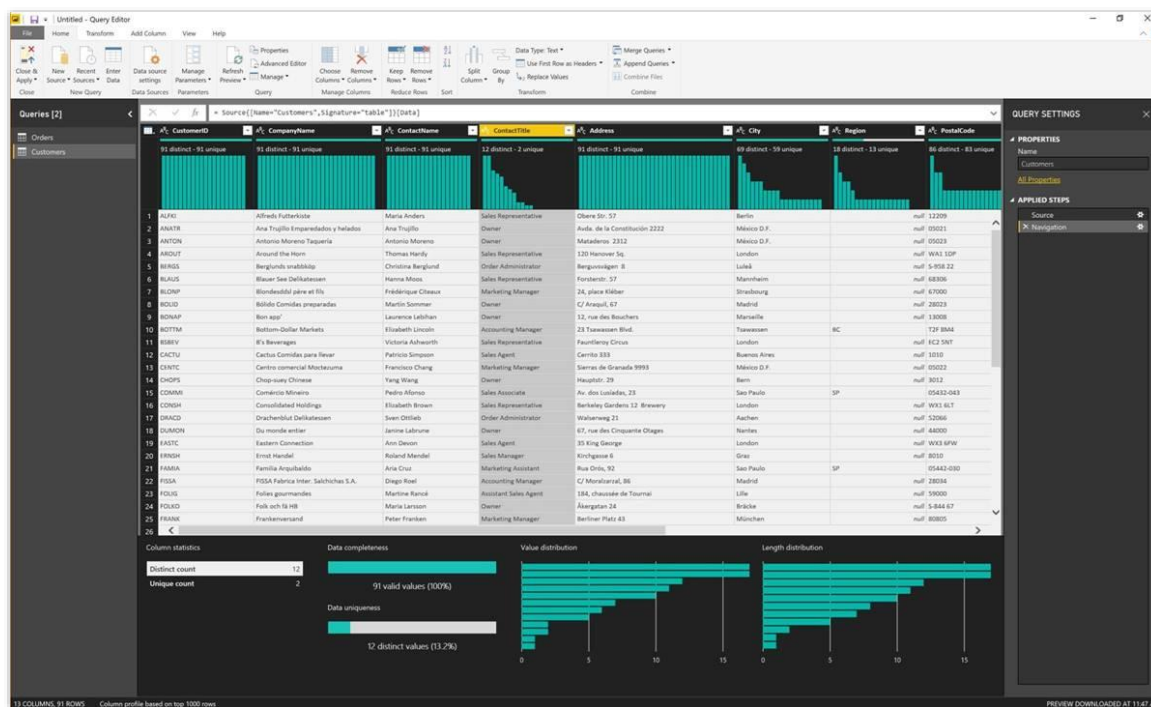 Untitled - Query Editor
File Home Transform Add Column View Help
Close & Apply New Source Recent Sources Enter Data Data source settings Manage Parameters Refresh Preview Properties Advanced Editor Manage Choose Columns Remove Columns Keep Rows Remove Rows Split Column Group By Data Type: Text Use First Row as Headers Replace Values Merge Queries Append Queries Combine Files
Close New Query Data Sources Parameters Query Manage Columns Reduce Rows Sort Transform Combine
Queries [2]
Orders
Customers
= Source{[Name="Customers",Signature="table"]}[Data]
CustomerID CompanyName ContactName ContactTitle Address City Region PostalCode
91 distinct - 91 unique 91 distinct - 91 unique 91 distinct - 91 unique 12 distinct - 2 unique 91 distinct - 91 unique 69 distinct - 59 unique 18 distinct - 13 unique 86 distinct - 83 unique
1 ALFKI Alfreds Futterkiste Maria Anders Sales Representative Obere Str. 57 Berlin null 12209
2 ANATR Ana Trujillo Emparedados y helados Ana Trujillo Owner Avda. de la Constitución 2222 México D.F. null 05021
3 ANTON Antonio Moreno Taquería Antonio Moreno Owner Mataderos 2312 México D.F. null 05023
4 AROUT Around the Horn Thomas Hardy Sales Representative 120 Hanover Sq. London null WA1 1DP
5 BERGS Berglunds snabbköp Christina Berglund Order Administrator Berguvsvägen 8 Luleå null S-958 22
6 BLAUS Blauer See Delikatessen Hanna Moos Sales Representative Forsterstr. 57 Mannheim null 68306
7 BLONP Blondesddsl père et fils Frédérique Citeaux Marketing Manager 24, place Kléber Strasbourg null 67000
8 BOLID Bólido Comidas preparadas Martín Sommer Owner C/ Araquil, 67 Madrid null 28023
9 BONAP Bon app' Laurence Lebihan Owner 12, rue des Bouchers Marseille null 13008
10 BOTTM Bottom-Dollar Markets Elizabeth Lincoln Accounting Manager 23 Tsawassen Blvd. Tsawassen BC T2F 8M4
11 BSBEV B's Beverages Victoria Ashworth Sales Representative Fauntleroy Circus London null EC2 5NT
12 CACTU Cactus Comidas para llevar Patricio Simpson Sales Agent Cerrito 333 Buenos Aires null 1010
13 CENTC Centro comercial Moctezuma Francisco Chang Marketing Manager Sierras de Granada 9993 México D.F. null 05022
14 CHOPS Chop-suey Chinese Yang Wang Owner Hauptstr. 29 Bern null 3012
15 COMMI Comércio Mineiro Pedro Afonso Sales Associate Av. dos Lusíadas, 23 Sao Paulo SP 05432-043
16 CONSH Consolidated Holdings Elizabeth Brown Sales Representative Berkeley Gardens 12 Brewery London null WX1 6LT
17 DRACD Drachenblut Delikatessen Sven Ottlieb Order Administrator Walserweg 21 Aachen null 52066
18 DUMON Du monde entier Janine Labrune Owner 67, rue des Cinquante Otages Nantes null 44000
19 EASTC Eastern Connection Ann Devon Sales Agent 35 King George London null WX3 6FW
20 ERNSH Ernst Handel Roland Mendel Sales Manager Kirchgasse 6 Graz null 8010
21 FAMIA Familia Arquibaldo Aria Cruz Marketing Assistant Rua Orós, 92 Sao Paulo SP 05442-030
22 FISSA FISSA Fabrica Inter. Salchichas S.A. Diego Roel Accounting Manager C/ Moralzarzal, 86 Madrid null 28034
23 FOLIG Folies gourmandes Martine Rancé Assistant Sales Agent 184, chaussée de Tournai Lille null 59000
24 FOLKO Folk och fä HB Maria Larsson Owner Åkergatan 24 Bräcke null S-844 67
25 FRANK Frankenversand Peter Franken Marketing Manager Berliner Platz 43 München null 80805
26
Column statistics
Distinct count 12
Unique count 2
Data completeness
91 valid values (100%)
Data uniqueness
12 distinct values (13.2%)
Value distribution
0 5 10 15
Length distribution
0 5 10 15
QUERY SETTINGS
PROPERTIES
Name
Customers
All Properties
APPLIED STEPS
Source
Navigation
13 COLUMNS, 91 ROWS Column profile based on top 1000 rows
PREVIEW DOWNLOADED AT 11:47